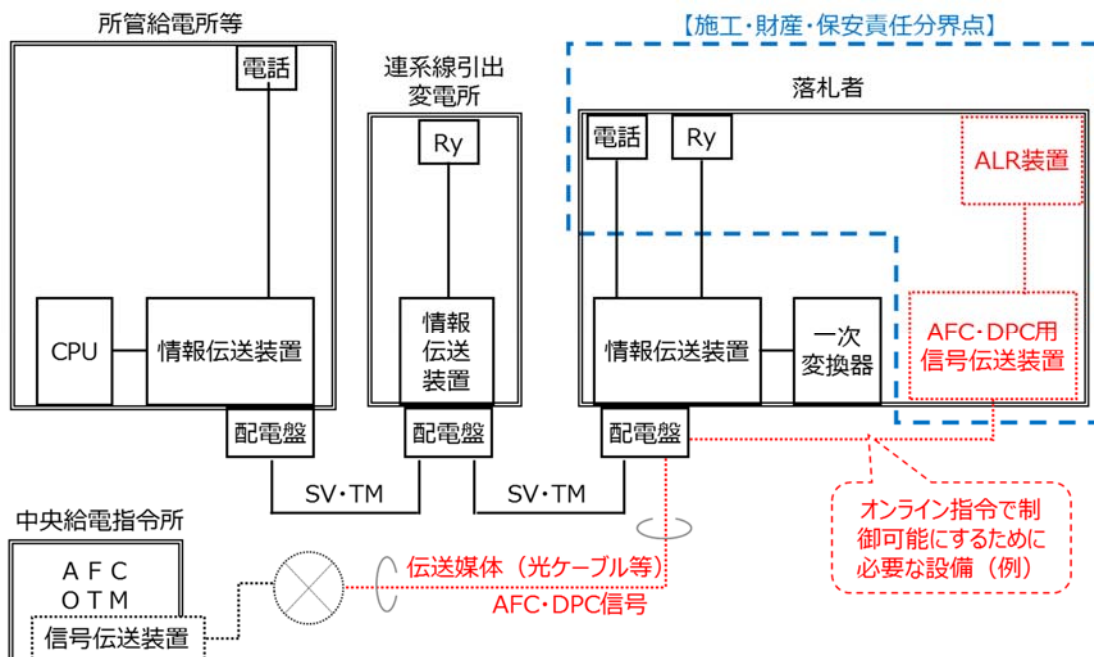 所管給電所等
電話
CPU
情報伝送装置
配電盤
連系線引出
変電所
Ry
情報
伝送
装置
配電盤
【施工・財産・保安責任分界点】
落札者
電話
Ry
ALR装置
情報伝送装置
一次
変換器
AFC・DPC用
信号伝送装置
配電盤
SV・TM
SV・TM
オンライン指令で制
御可能にするために
必要な設備（例）
中央給電指令所
AFC
OTM
信号伝送装置
伝送媒体（光ケーブル等）
AFC・DPC信号